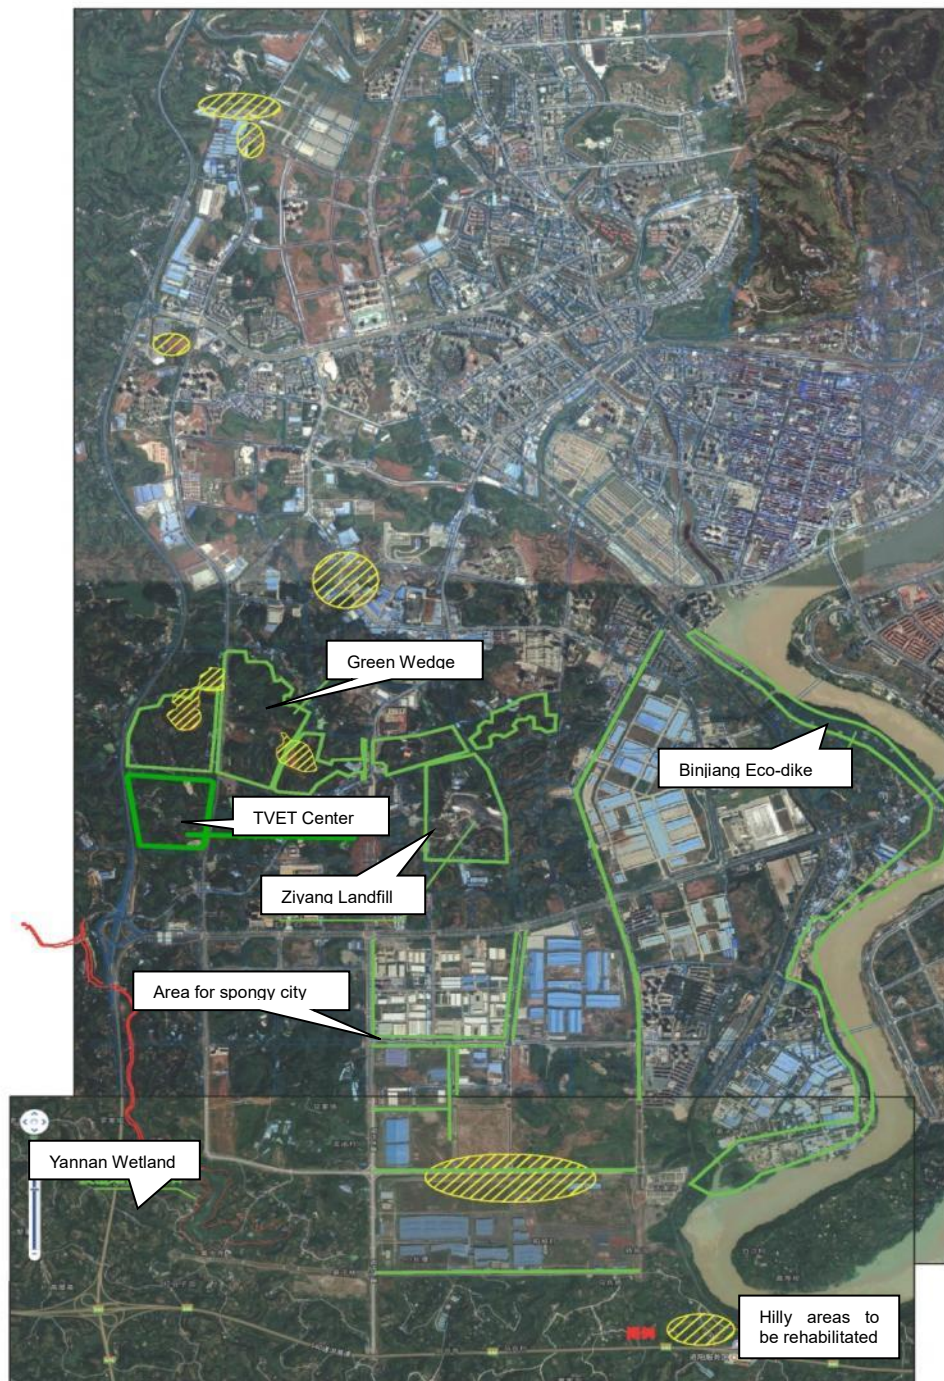 Green Wedge
Binjiang Eco-dike
TVET Center
Ziyang Landfill
Area for spongy city
Yannan Wetland
Hilly areas to
be rehabilitated